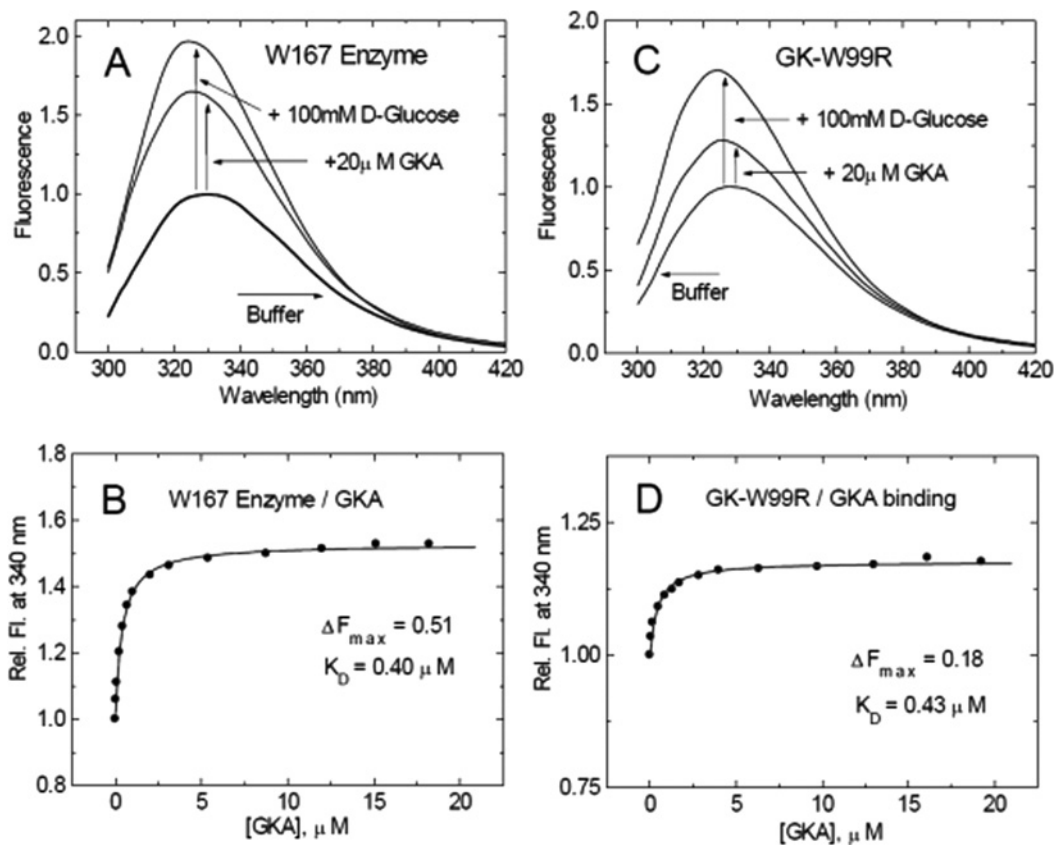 A
W167 Enzyme
+ 100mM D-Glucose
+20μ M GKA
Buffer
Fluorescence
2.0
1.5
1.0
0.5
0.0
300 320 340 360 380 400 420
Wavelength (nm)
C
GK-W99R
+ 100mM D-Glucose
+ 20μ M GKA
Buffer
Fluorescence
2.0
1.5
1.0
0.5
0.0
300 320 340 360 380 400 420
Wavelength (nm)
B
W167 Enzyme / GKA
ΔFmax = 0.51
KD = 0.40 μ M
Rel. Fl. at 340 nm
1.8
1.6
1.4
1.2
1.0
0.8
0 5 10 15 20
[GKA], μ M
D
GK-W99R / GKA binding
ΔFmax = 0.18
KD = 0.43 μ M
Rel. Fl. at 340 nm
1.25
1.00
0.75
0 5 10 15 20
[GKA], μ M